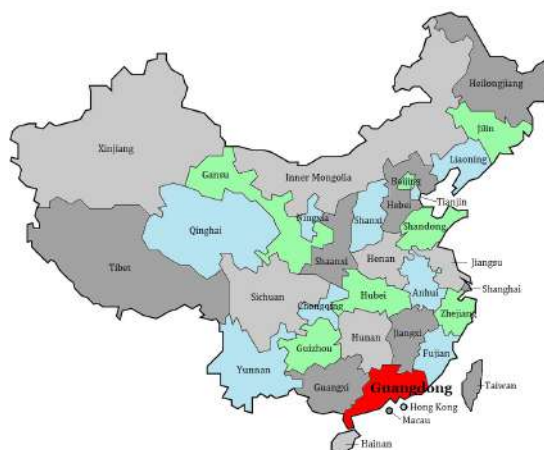 Heilongjiang
Jilin
Xinjiang
Liaoning
Gansu
Inner Mongolia
Beijing
Tianjin
Hebei
Ningxia
Shanxi
Qinghai
Shandong
Shaanxi
Henan
Jiangsu
Tibet
Shanghai
Sichuan
Chongqing
Hubei
Anhui
Zhejiang
Hunan
Jiangxi
Guizhou
Fujian
Yunnan
Guangxi
Guangdong
Taiwan
Hong Kong
Macau
Hainan